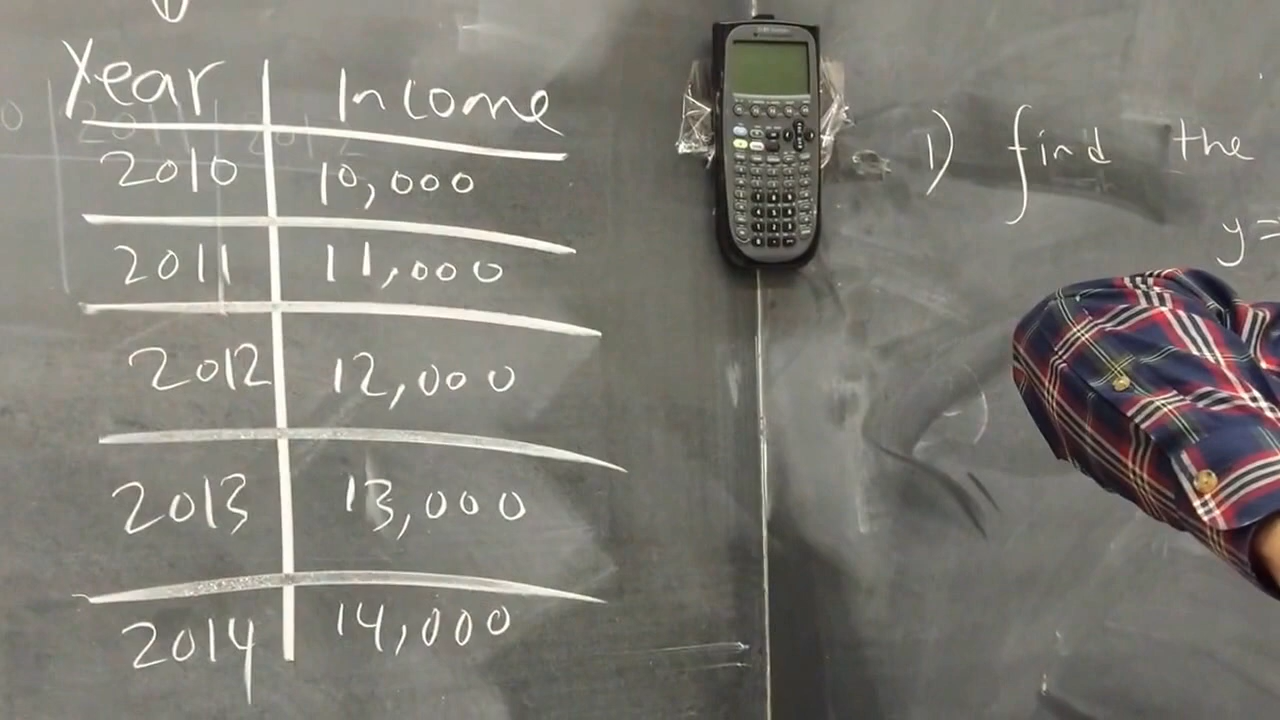 Year Income
2010 10,000
2011 11,000
2012 12,000
2013 13,000
2014 14,000
1) find the
y=